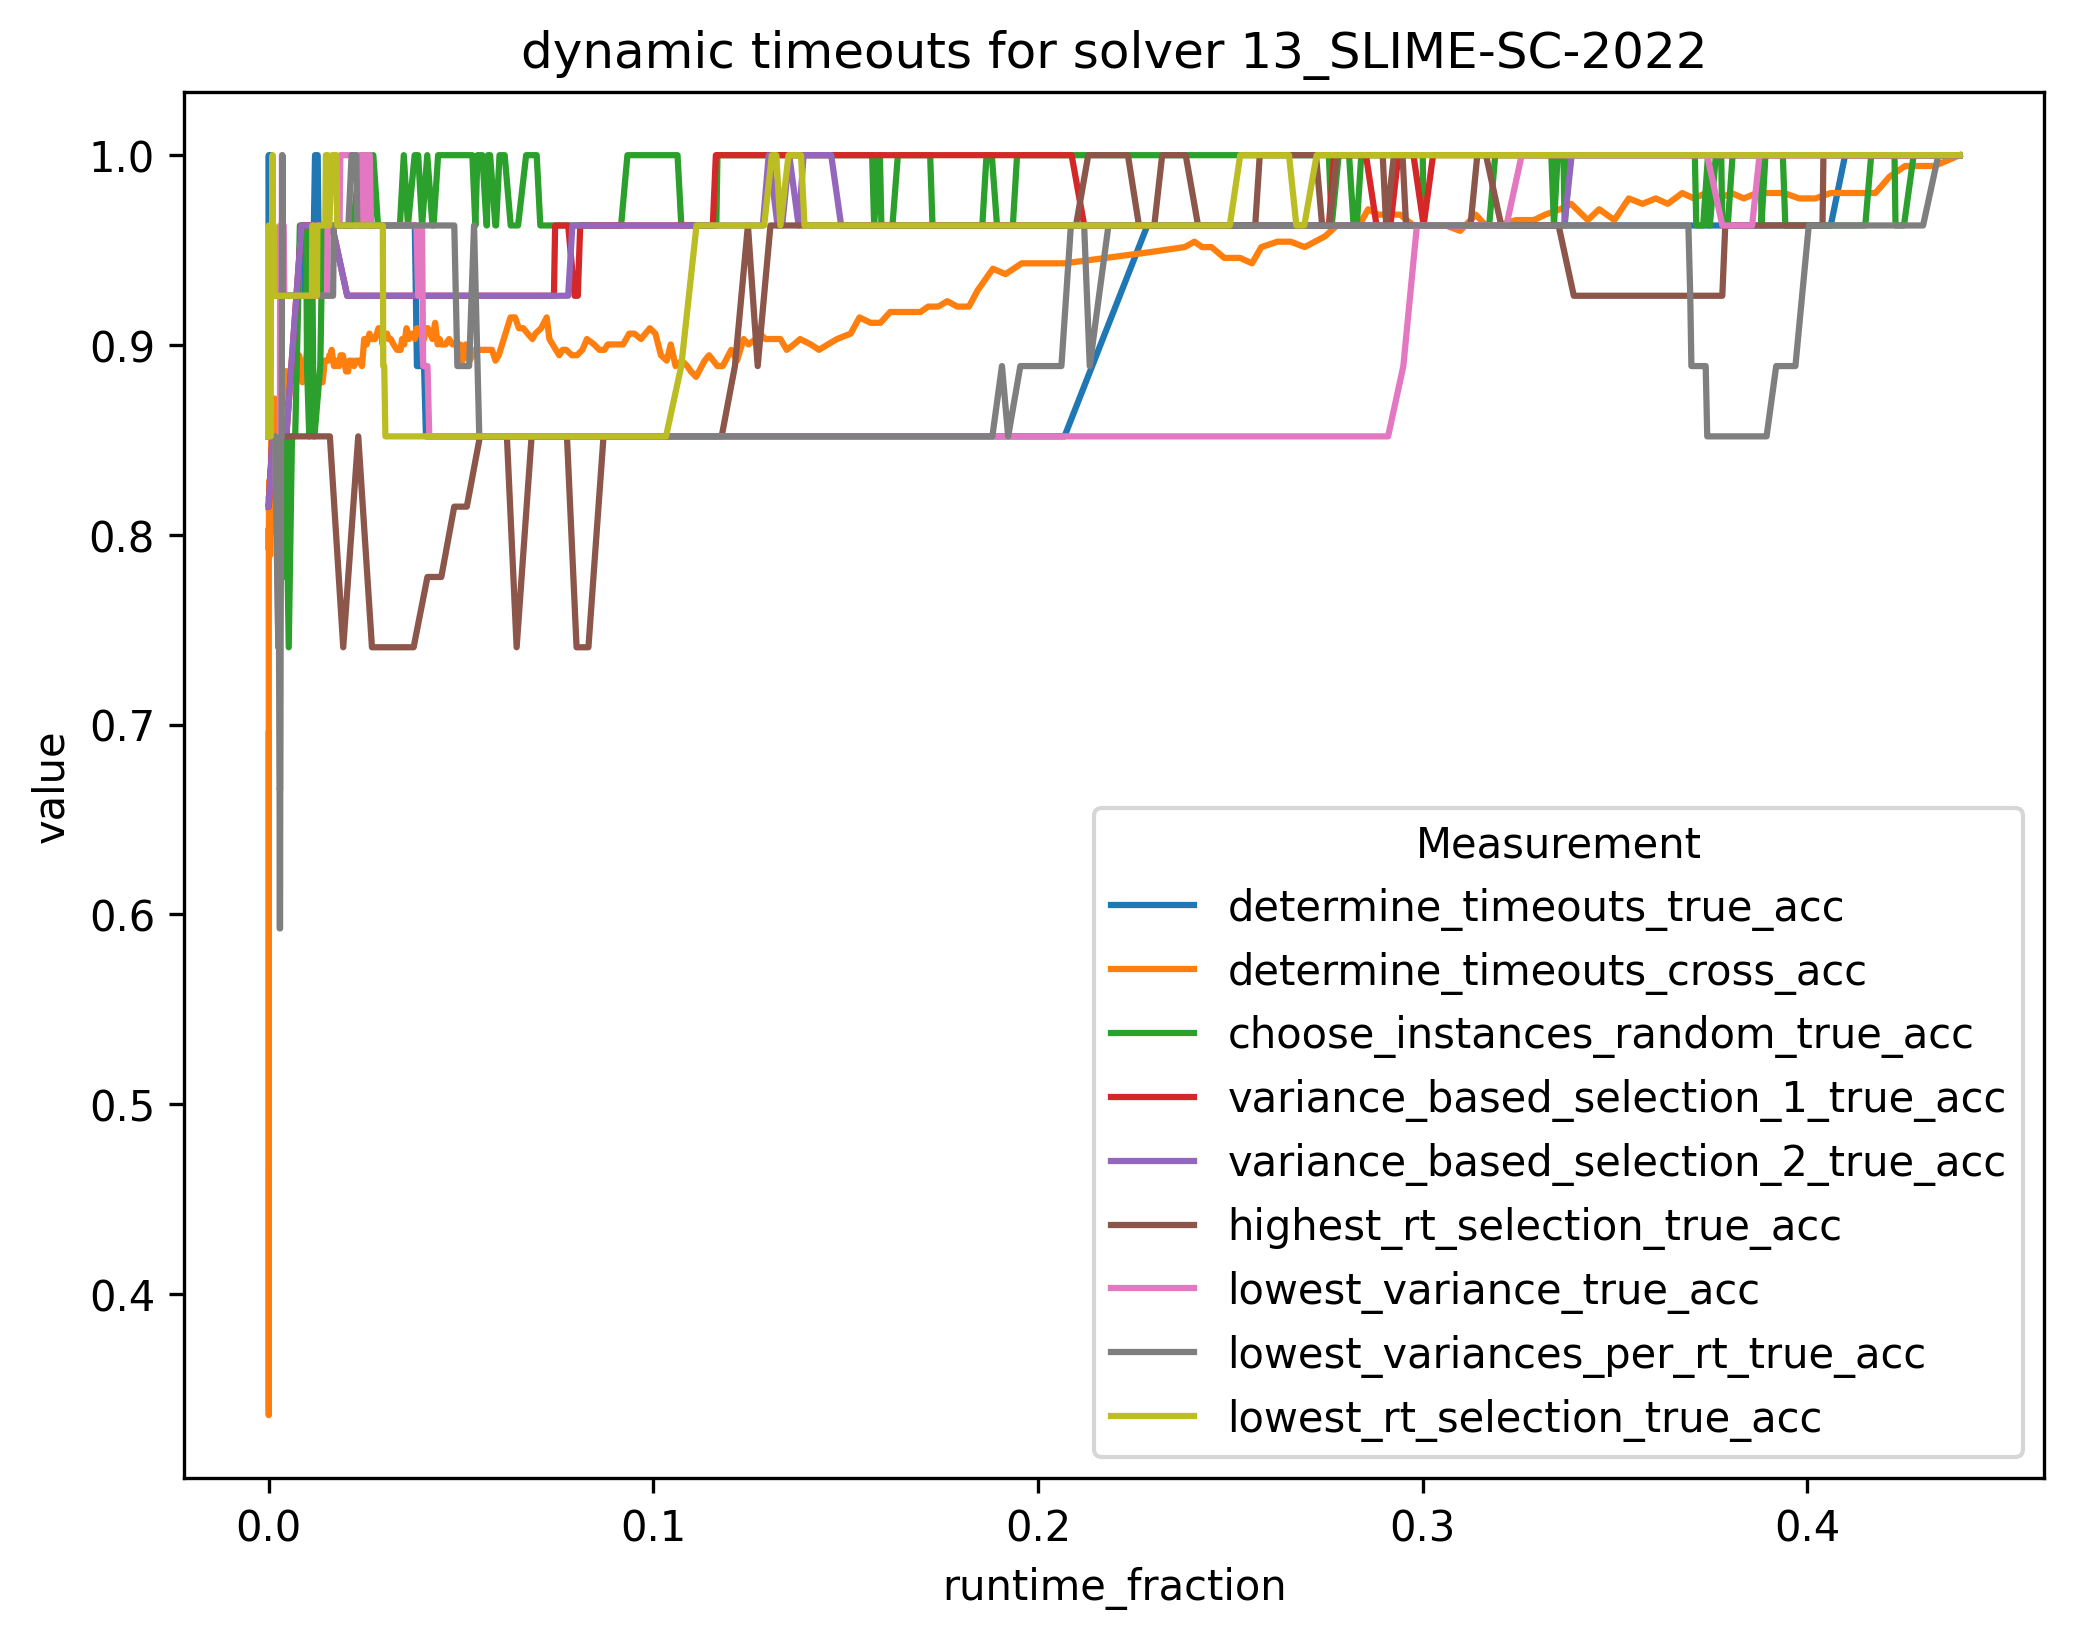 dynamic timeouts for solver 13_SLIME-SC-2022
1.0
0.9
0.8
0.7
0.6
0.5
0.4
value
Measurement
determine_timeouts_true_acc
determine_timeouts_cross_acc
choose_instances_random_true_acc
variance_based_selection_1_true_acc
variance_based_selection_2_true_acc
highest_rt_selection_true_acc
lowest_variance_true_acc
lowest_variances_per_rt_true_acc
lowest_rt_selection_true_acc
0.0 0.1 0.2 0.3 0.4
runtime_fraction